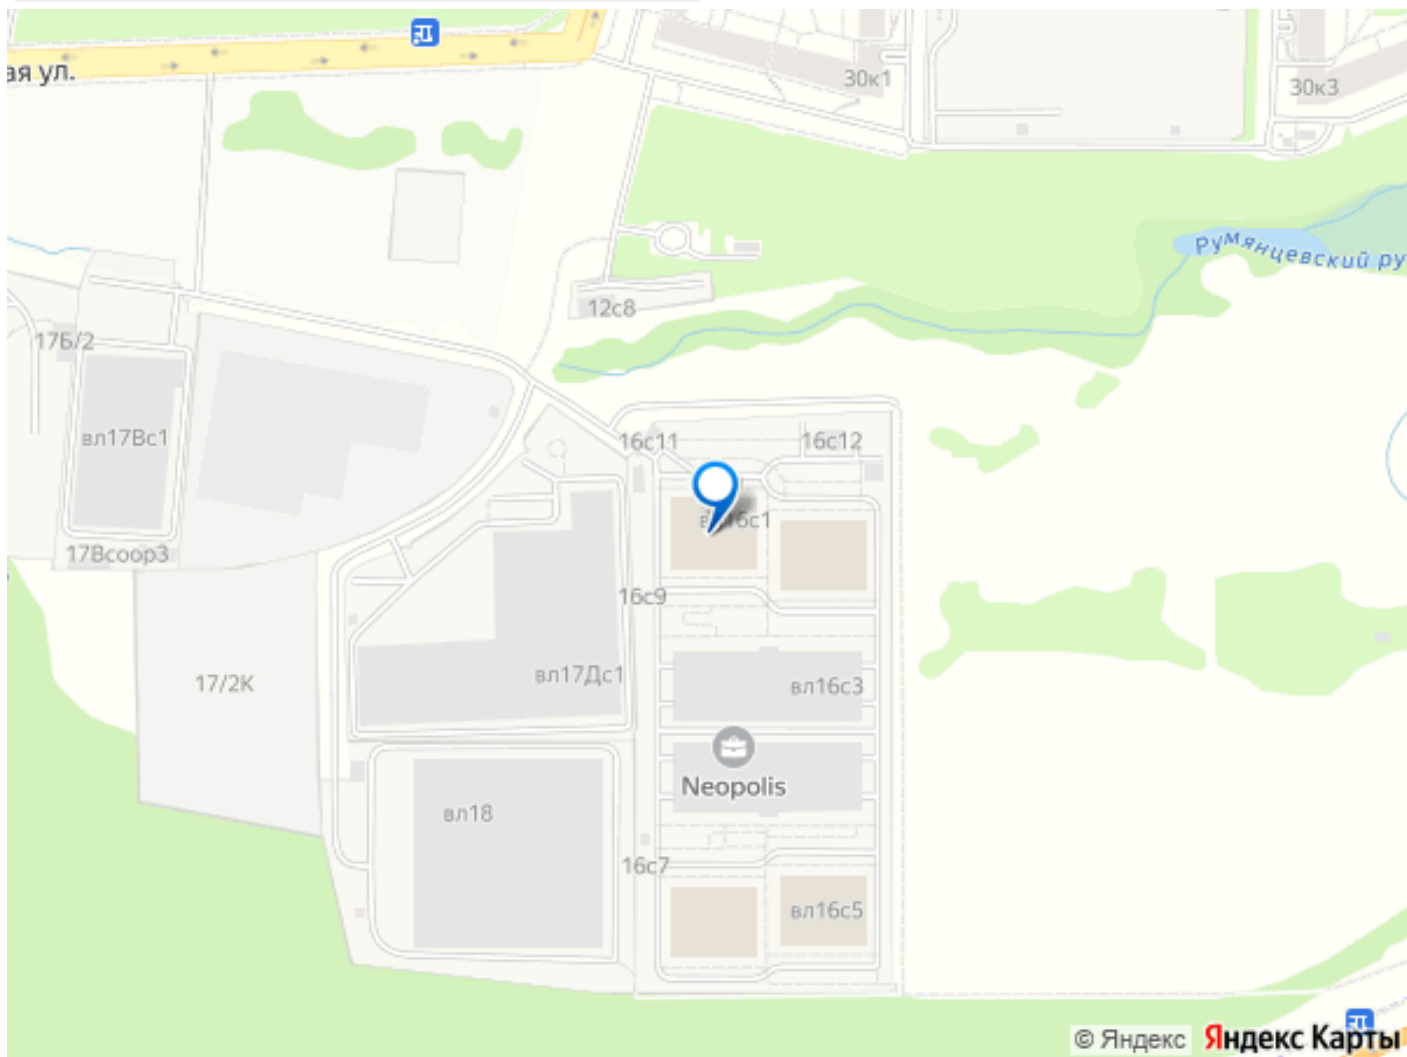 ая ул.
30к1
30к3
Румянцевский ру
12с8
17Б/2
вл17Вс1
16с11
16с12
вл16с1
17Всоор3
16с9
17/2К
вл17Дс1
вл16с3
Neopolis
вл18
16с7
вл16с5
© Яндекс Яндекс Карты